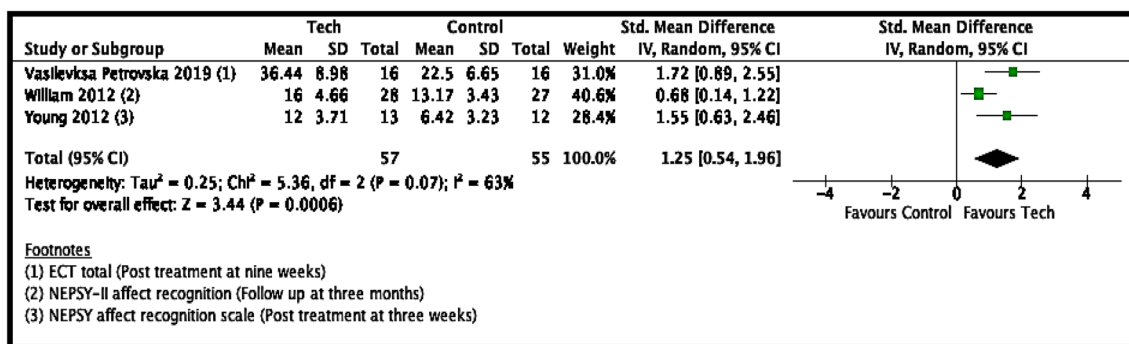 Tech Control Std. Mean Difference Std. Mean Difference
Study or Subgroup Mean SD Total Mean SD Total Weight IV, Random, 95% CI IV, Random, 95% CI
Vasilevksa Petrovska 2019 (1) 36.44 8.98 16 22.5 6.65 16 31.0% 1.72 [0.89, 2.55]
William 2012 (2) 16 4.66 28 13.17 3.43 27 40.6% 0.68 [0.14, 1.22]
Young 2012 (3) 12 3.71 13 6.42 3.23 12 28.4% 1.55 [0.63, 2.46]
Total (95% CI) 57 55 100.0% 1.25 [0.54, 1.96]
Heterogeneity: Tau² = 0.25; Chi² = 5.36, df = 2 (P = 0.07); I² = 63%
Test for overall effect: Z = 3.44 (P = 0.0006)
-4 -2 0 2 4
Favours Control Favours Tech
Footnotes
(1) ECT total (Post treatment at nine weeks)
(2) NEPSY-II affect recognition (Follow up at three months)
(3) NEPSY affect recognition scale (Post treatment at three weeks)